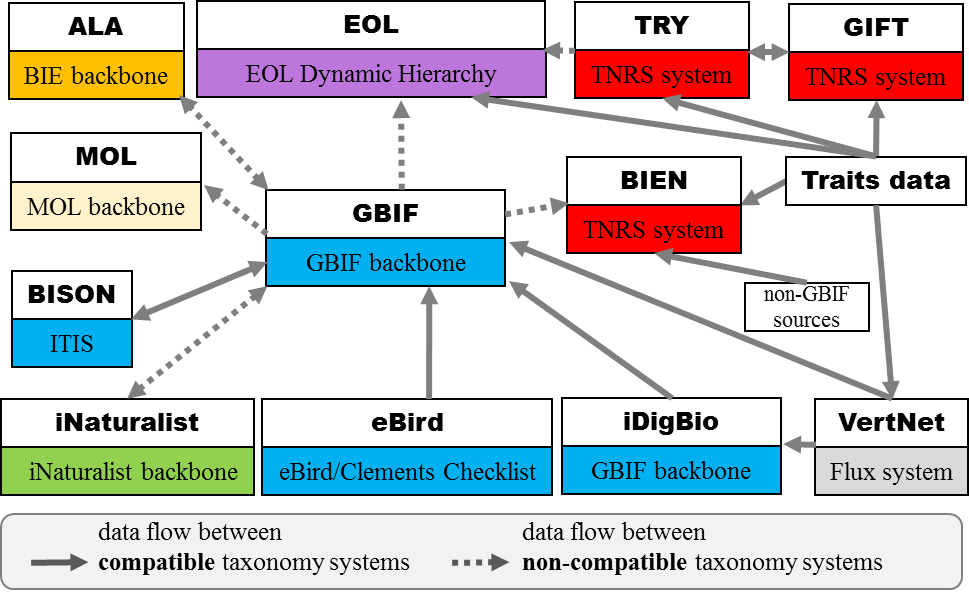 ALA
BIE backbone
EOL
EOL Dynamic Hierarchy
TRY
TNRS system
GIFT
TNRS system
MOL
MOL backbone
GBIF
GBIF backbone
BIEN
TNRS system
Traits data
BISON
ITIS
non-GBIF
sources
iNaturalist
iNaturalist backbone
eBird
eBird/Clements Checklist
iDigBio
GBIF backbone
VertNet
Flux system
data flow between
compatible taxonomy systems
data flow between
non-compatible taxonomy systems